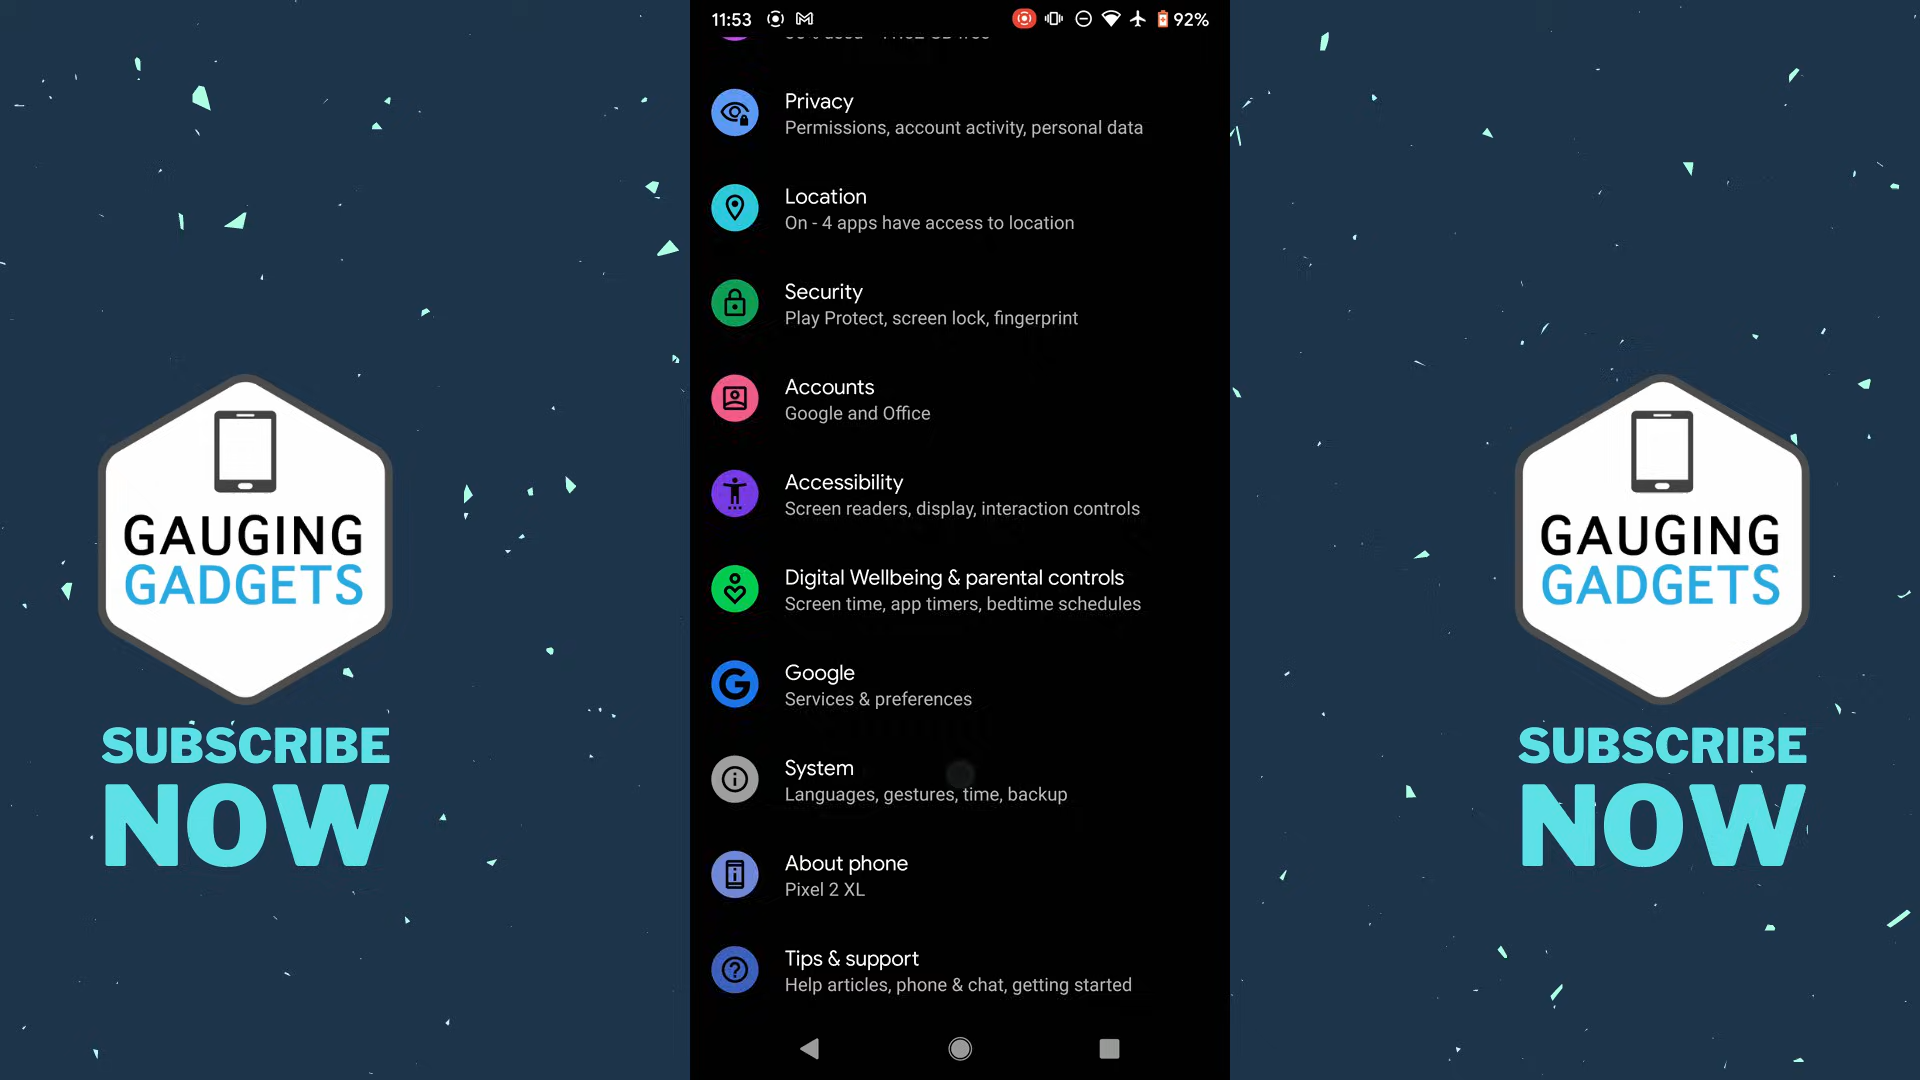 11:53
92%
Privacy
Permissions, account activity, personal data
Location
On - 4 apps have access to location
Security
Play Protect, screen lock, fingerprint
Accounts
Google and Office
Accessibility
Screen readers, display, interaction controls
Digital Wellbeing & parental controls
Screen time, app timers, bedtime schedules
Google
Services & preferences
System
Languages, gestures, time, backup
About phone
Pixel 2 XL
Tips & support
Help articles, phone & chat, getting started
GAUGING
GADGETS
SUBSCRIBE
NOW
GAUGING
GADGETS
SUBSCRIBE
NOW